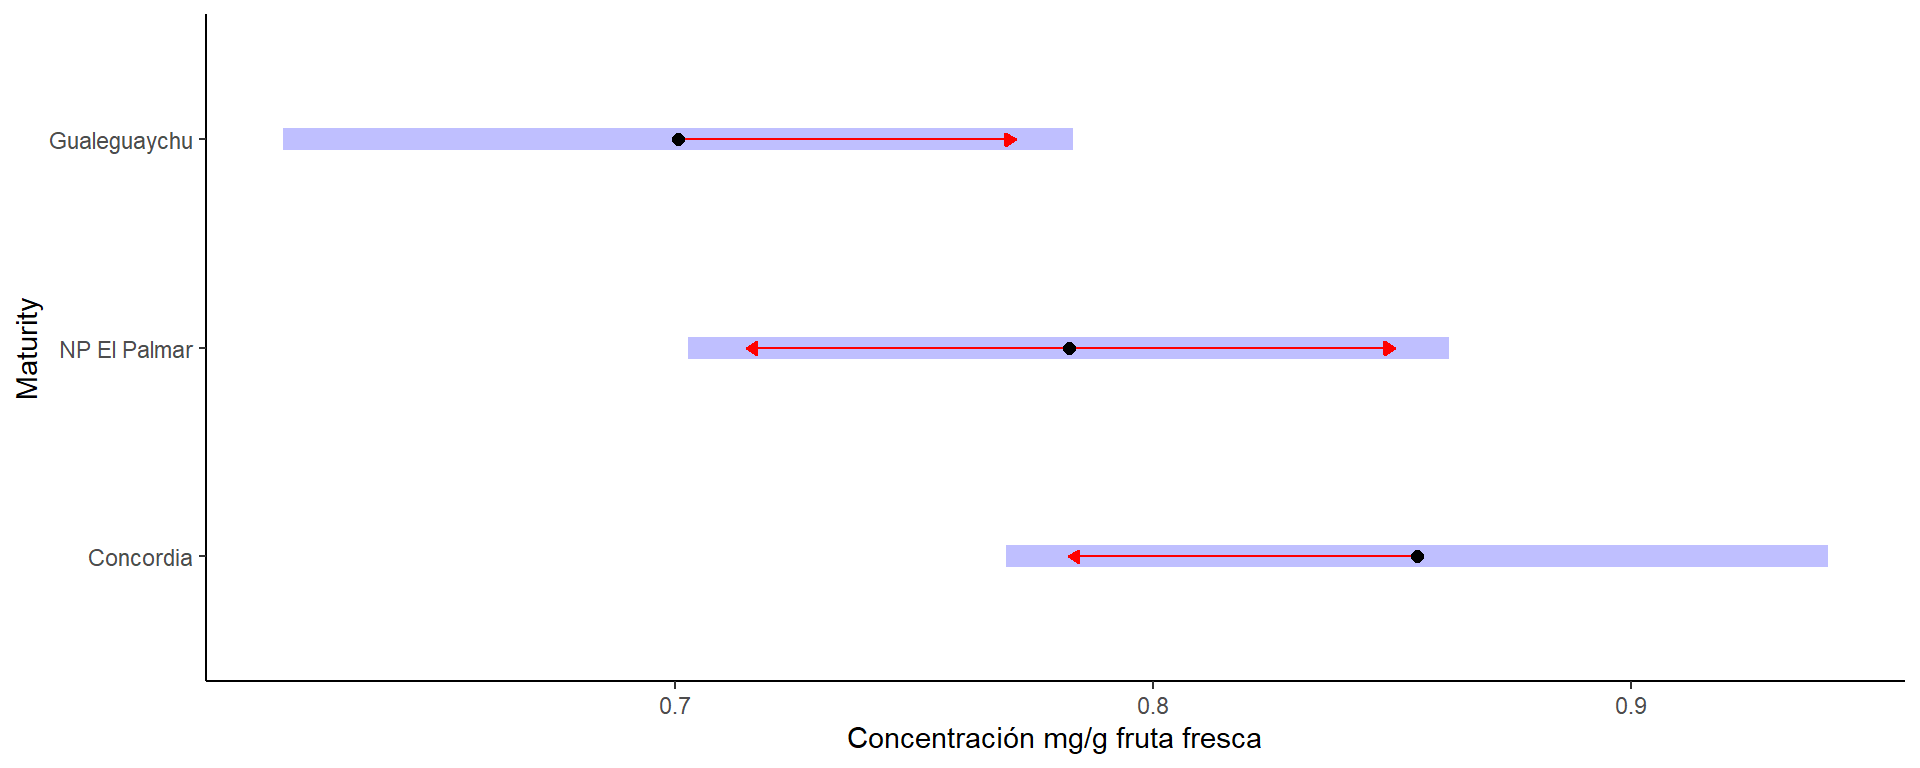 Maturity
Gualeguaychu
NP El Palmar
Concordia
0.7 0.8 0.9
Concentración mg/g fruta fresca